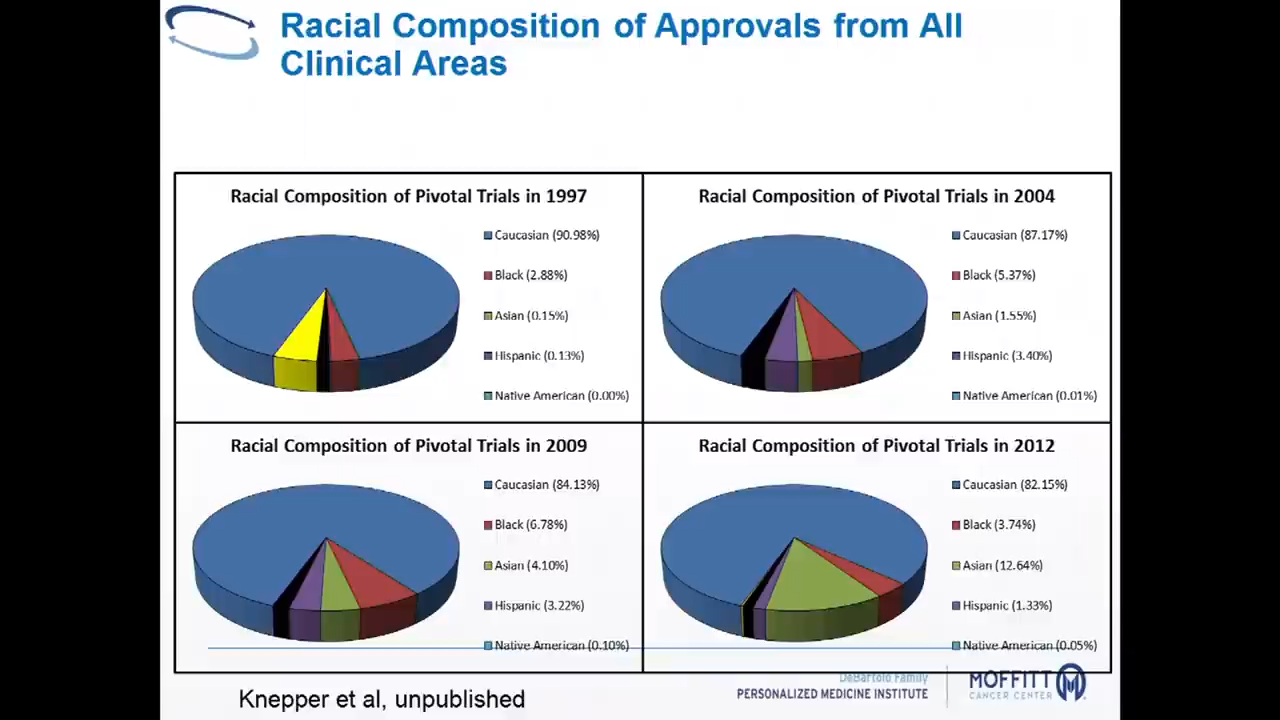 Racial Composition of Approvals from All
Clinical Areas
Racial Composition of Pivotal Trials in 1997
Caucasian (90.98%)
Black (2.88%)
Asian (0.15%)
Hispanic (0.13%)
Native American (0.00%)
Racial Composition of Pivotal Trials in 2004
Caucasian (87.17%)
Black (5.37%)
Asian (1.55%)
Hispanic (3.40%)
Native American (0.01%)
Racial Composition of Pivotal Trials in 2009
Caucasian (84.13%)
Black (6.78%)
Asian (4.10%)
Hispanic (3.22%)
Native American (0.10%)
Racial Composition of Pivotal Trials in 2012
Caucasian (82.15%)
Black (3.74%)
Asian (12.64%)
Hispanic (1.33%)
Native American (0.05%)
Knepper et al, unpublished
DeBartolo Family
PERSONALIZED MEDICINE INSTITUTE
MOFFITT
CANCER CENTER